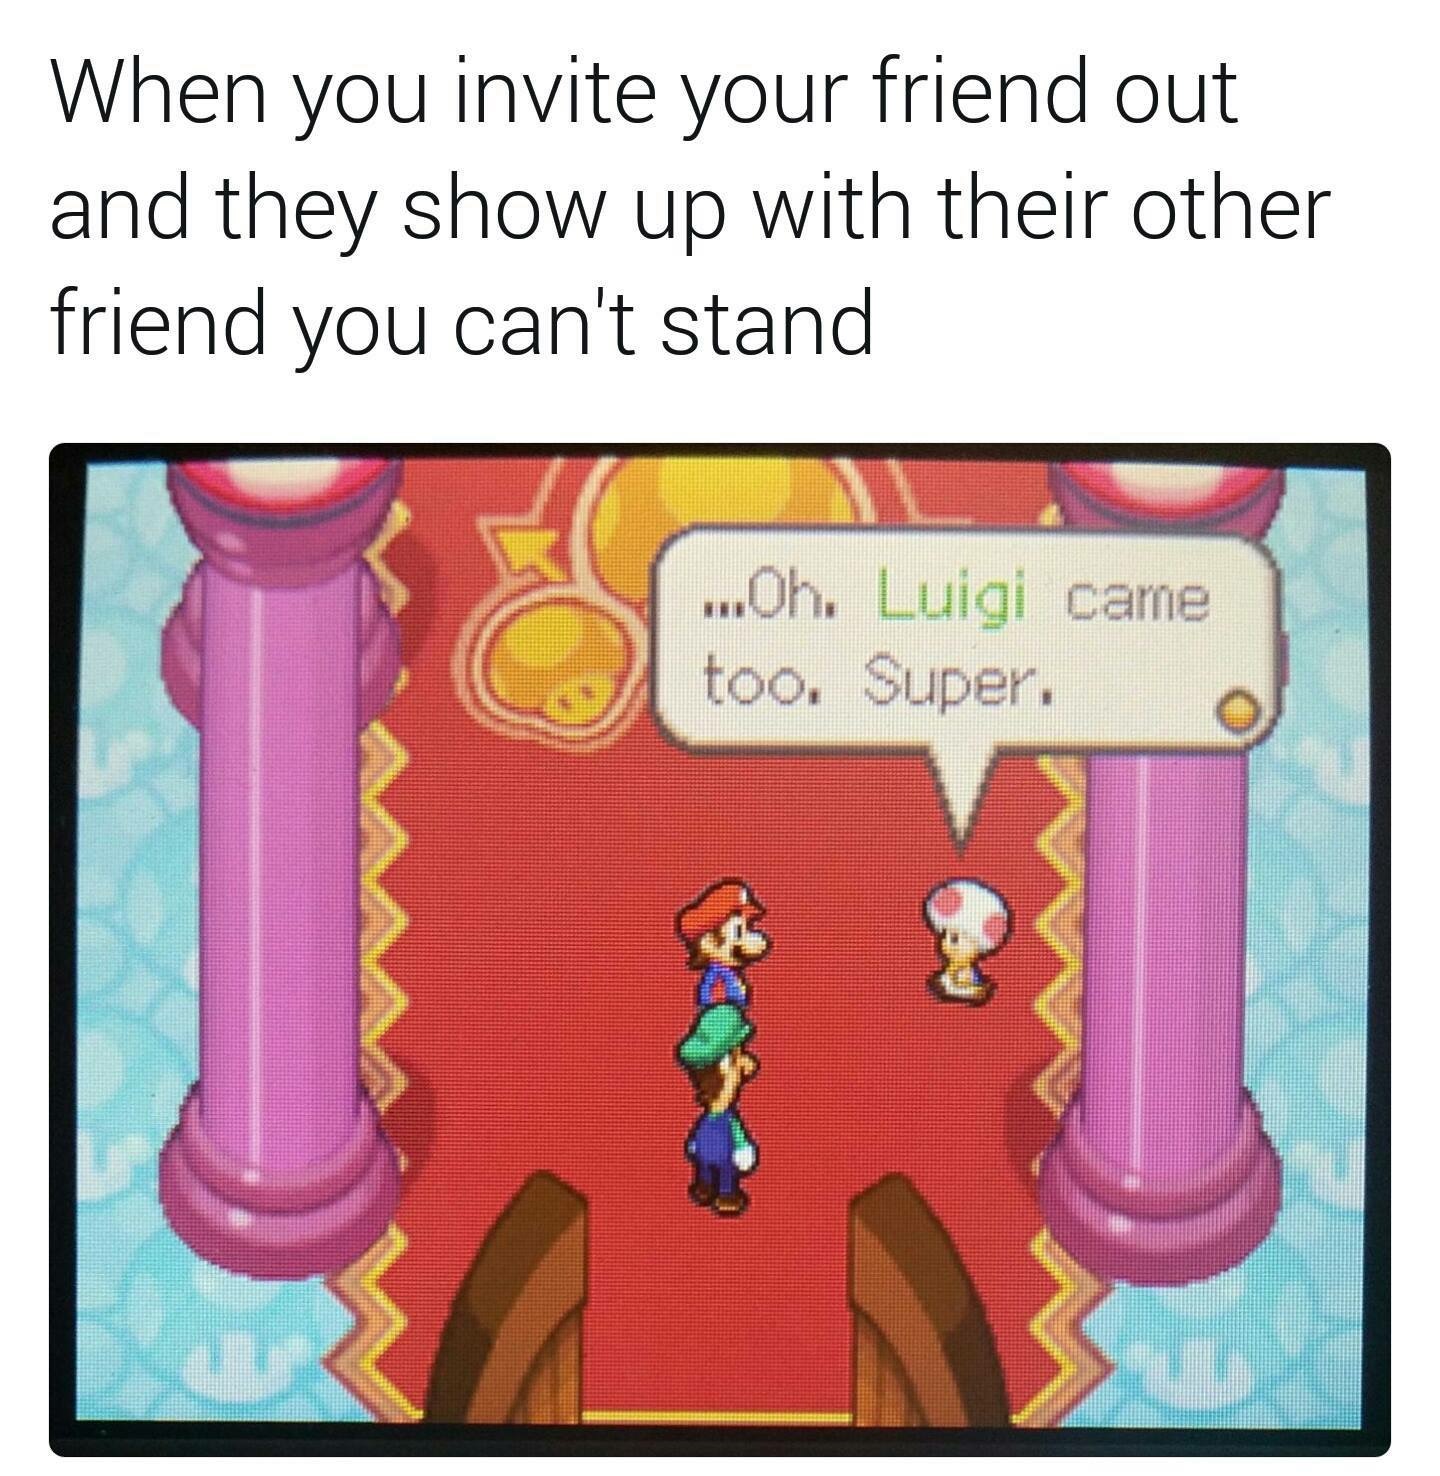 When you invite your friend out
and they show up with their other
friend you can't stand
...Oh. Luigi came
too. Super.